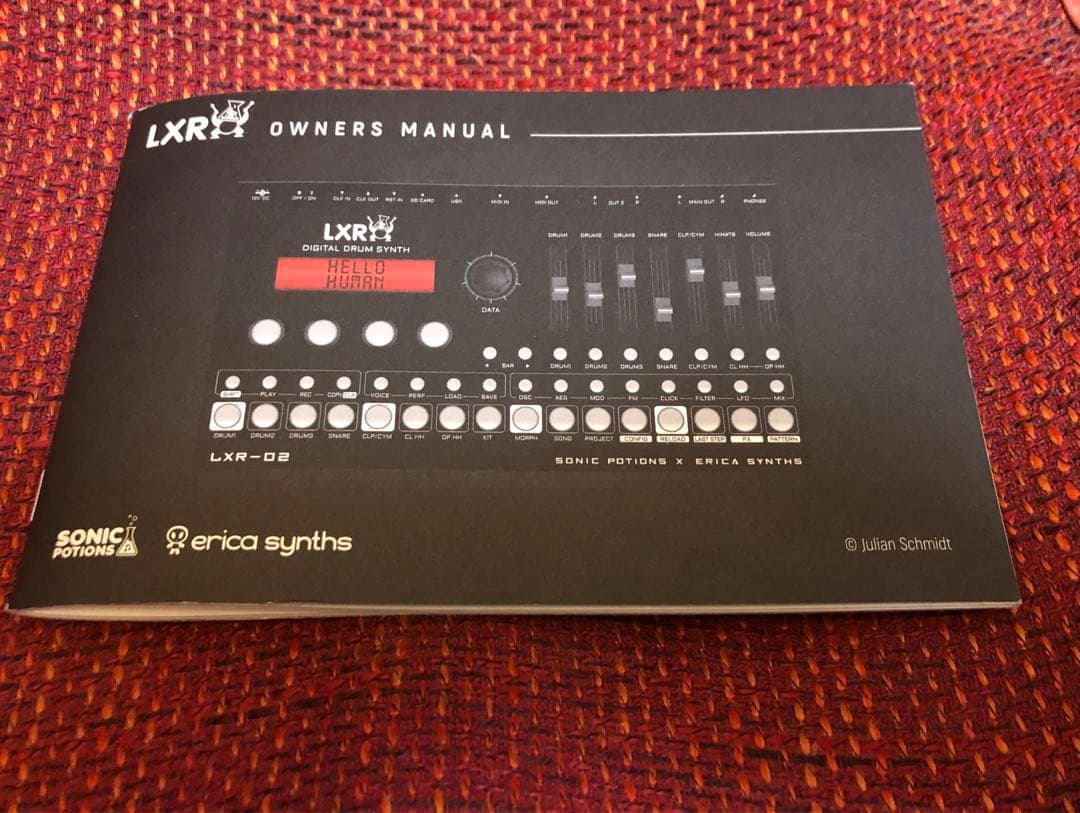 LXR OWNERS MANUAL
12V DC OFF / ON CLK IN CLK OUT RST IN SD CARD USB MIDI IN MIDI OUT L OUT 2 R L MAIN OUT R PHONES
LXR
DIGITAL DRUM SYNTH
HELLO
HUMAN
DATA
DRUM1 DRUM2 DRUM3 SNARE CLP/CYM HIHATS VOLUME
BAR DRUM1 DRUM2 DRUM3 SNARE CLP/CYM CL HH OP HH
SHIFT PLAY REC COPY CLR VOICE PERF LOAD SAVE OSC AEG MOD FM CLICK FILTER LFO MIX
DRUM1 DRUM2 DRUM3 SNARE CLP/CYM CL HH OP HH KIT MORPH SONG PROJECT CONFIG RELOAD LAST STEP FX PATTERN
LXR-02 SONIC POTIONS X ERICA SYNTHS
SONIC POTIONS
erica synths
© Julian Schmidt